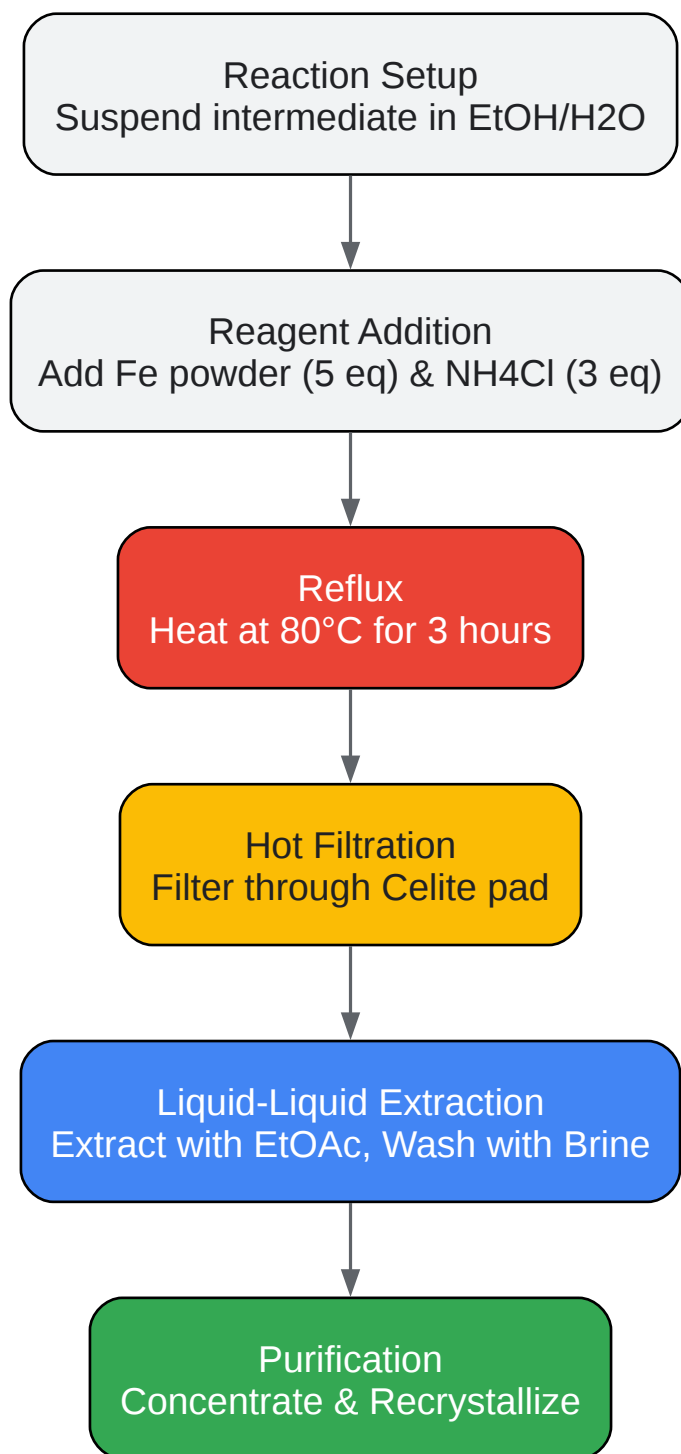 Reaction Setup
Suspend intermediate in EtOH/H2O
Reagent Addition
Add Fe powder (5 eq) & NH4Cl (3 eq)
Reflux
Heat at 80°C for 3 hours
Hot Filtration
Filter through Celite pad
Liquid-Liquid Extraction
Extract with EtOAc, Wash with Brine
Purification
Concentrate & Recrystallize